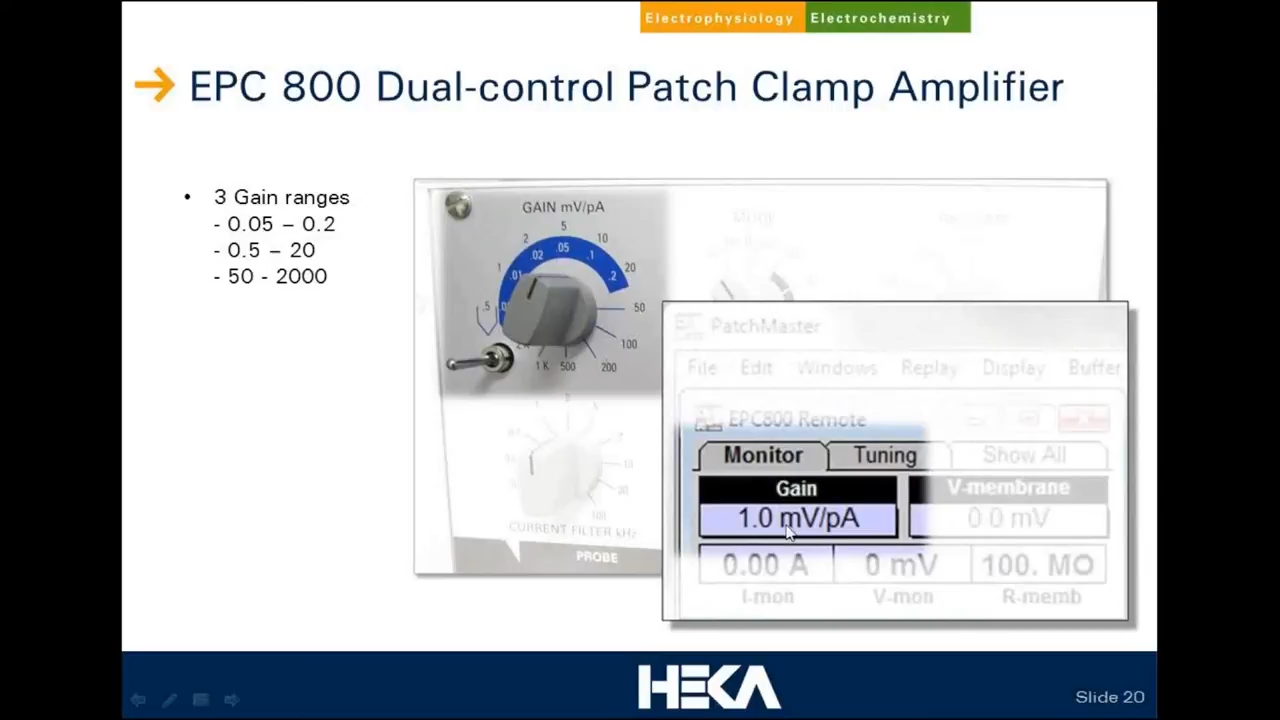 Electrophysiology Electrochemistry
EPC 800 Dual-control Patch Clamp Amplifier
• 3 Gain ranges
- 0.05 – 0.2
- 0.5 – 20
- 50 - 2000
GAIN mV/pA
5
2 10
.05
.02 .1
1 20
.01 .2
.5 50
100
1 K 500 200
CURRENT FILTER kHz
PROBE
PatchMaster
File Edit Windows Replay Display Buffer
EPC800 Remote
Monitor Tuning Show All
Gain V-membrane
1.0 mV/pA 0 0 mV
0.00 A 0 mV 100. MO
I-mon V-mon R-memb
HEKA
Slide 20